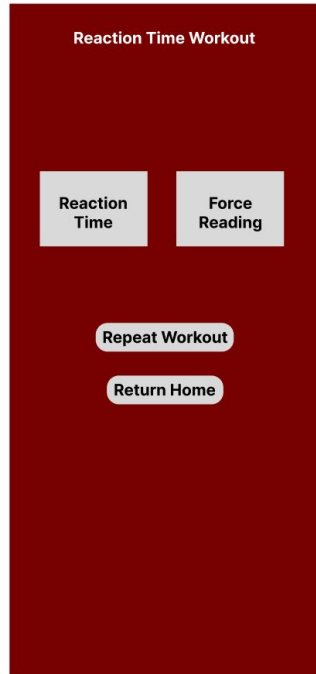 Reaction Time Workout
Reaction Force
Time Reading
Repeat Workout
Return Home